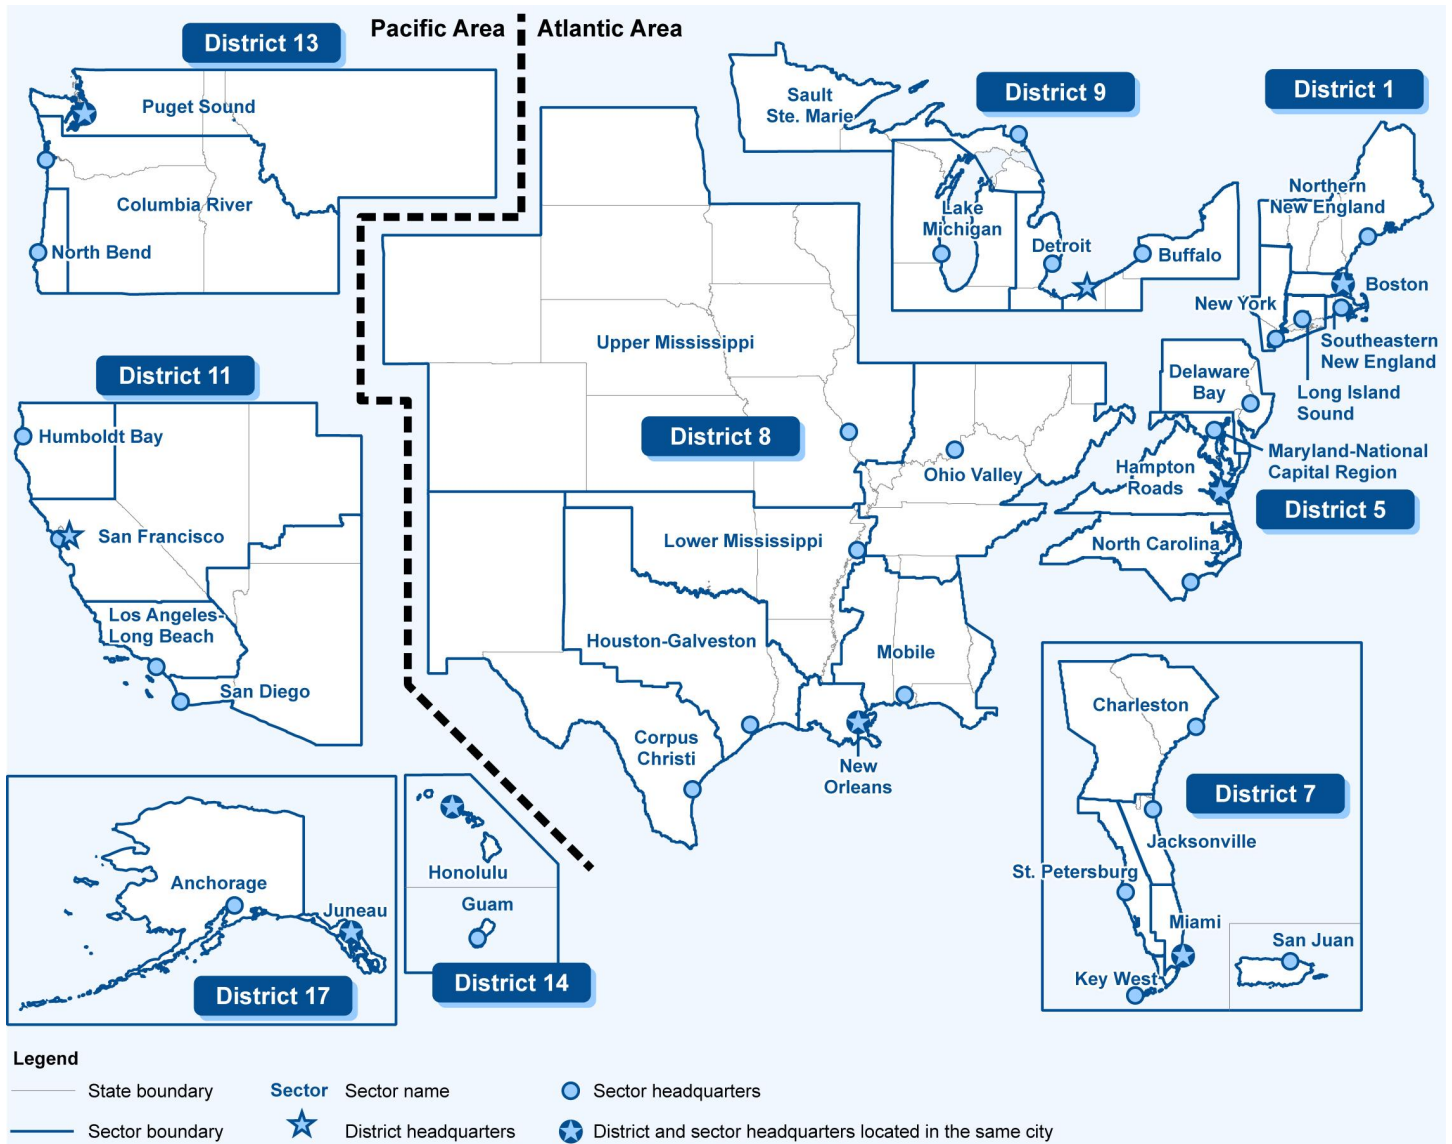 Pacific Area
Atlantic Area
District 13
Puget Sound
Columbia River
North Bend
District 9
Sault
Ste. Marie
Lake
Michigan
Detroit
Buffalo
District 1
Northern
New England
Boston
New York
Southeastern
New England
Long Island
Sound
District 11
Humboldt Bay
San Francisco
Los Angeles-
Long Beach
San Diego
District 8
Upper Mississippi
Ohio Valley
Lower Mississippi
Houston-Galveston
Mobile
Corpus
Christi
New
Orleans
Delaware
Bay
Maryland-National
Capital Region
Hampton
Roads
District 5
North Carolina
Charleston
District 7
Jacksonville
St. Petersburg
Miami
Key West
San Juan
Anchorage
Juneau
District 17
Honolulu
Guam
District 14
Legend
State boundary
Sector boundary
Sector Sector name
District headquarters
Sector headquarters
District and sector headquarters located in the same city